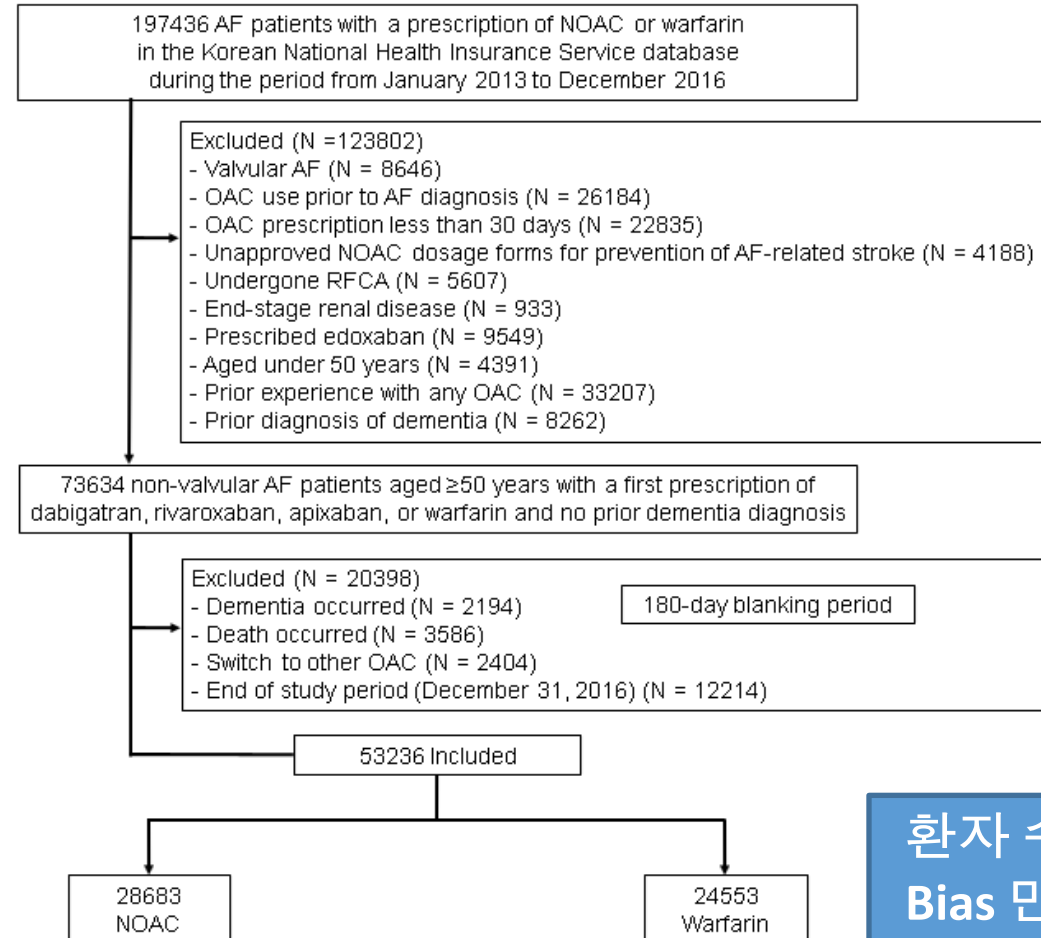 197436 AF patients with a prescription of NOAC or warfarin
in the Korean National Health Insurance Service database
during the period from January 2013 to December 2016
Excluded (N =123802)
- Valvular AF (N = 8646)
- OAC use prior to AF diagnosis (N = 26184)
- OAC prescription less than 30 days (N = 22835)
- Unapproved NOAC dosage forms for prevention of AF-related stroke (N = 4188)
- Undergone RFCA (N = 5607)
- End-stage renal disease (N = 933)
- Prescribed edoxaban (N = 9549)
- Aged under 50 years (N = 4391)
- Prior experience with any OAC (N = 33207)
- Prior diagnosis of dementia (N = 8262)
73634 non-valvular AF patients aged ≥50 years with a first prescription of
dabigatran, rivaroxaban, apixaban, or warfarin and no prior dementia diagnosis
Excluded (N = 20398)
- Dementia occurred (N = 2194)
- Death occurred (N = 3586)
- Switch to other OAC (N = 2404)
- End of study period (December 31, 2016) (N = 12214)
180-day blanking period
53236 Included
28683
NOAC
24553
Warfarin
환자
Bias